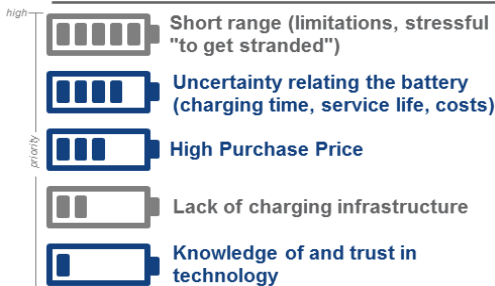 high
Short range (limitations, stressful
"to get stranded")
Uncertainty relating the battery
(charging time, service life, costs)
High Purchase Price
priority
Lack of charging infrastructure
Knowledge of and trust in
technology